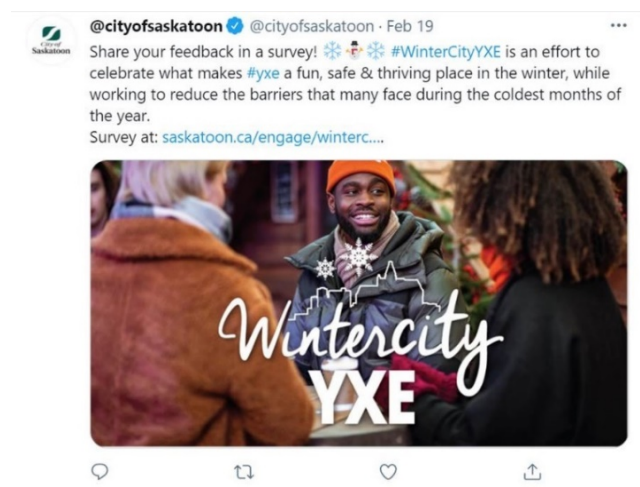 @cityofsaskatoon @cityofsaskatoon · Feb 19
City of
Saskatoon
Share your feedback in a survey! ❄️ ⛄ ❄️ #WinterCityYXE is an effort to
celebrate what makes #yxe a fun, safe & thriving place in the winter, while
working to reduce the barriers that many face during the coldest months of
the year.
Survey at: saskatoon.ca/engage/winterc....
Wintercity
YXE